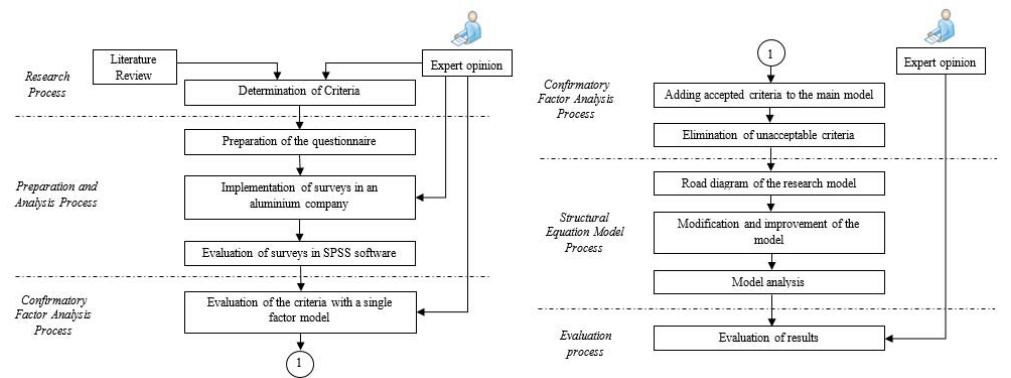 Literature
Review
Expert opinion
Research
Process
Determination of Criteria
Preparation of the questionnaire
Preparation and
Analysis Process
Implementation of surveys in an
aluminium company
Evaluation of surveys in SPSS software
Confirmatory
Factor Analysis
Process
Evaluation of the criteria with a single
factor model
1
1
Expert opinion
Confirmatory
Factor Analysis
Process
Adding accepted criteria to the main model
Elimination of unacceptable criteria
Road diagram of the research model
Structural
Equation Model
Process
Modification and improvement of the
model
Model analysis
Evaluation
process
Evaluation of results